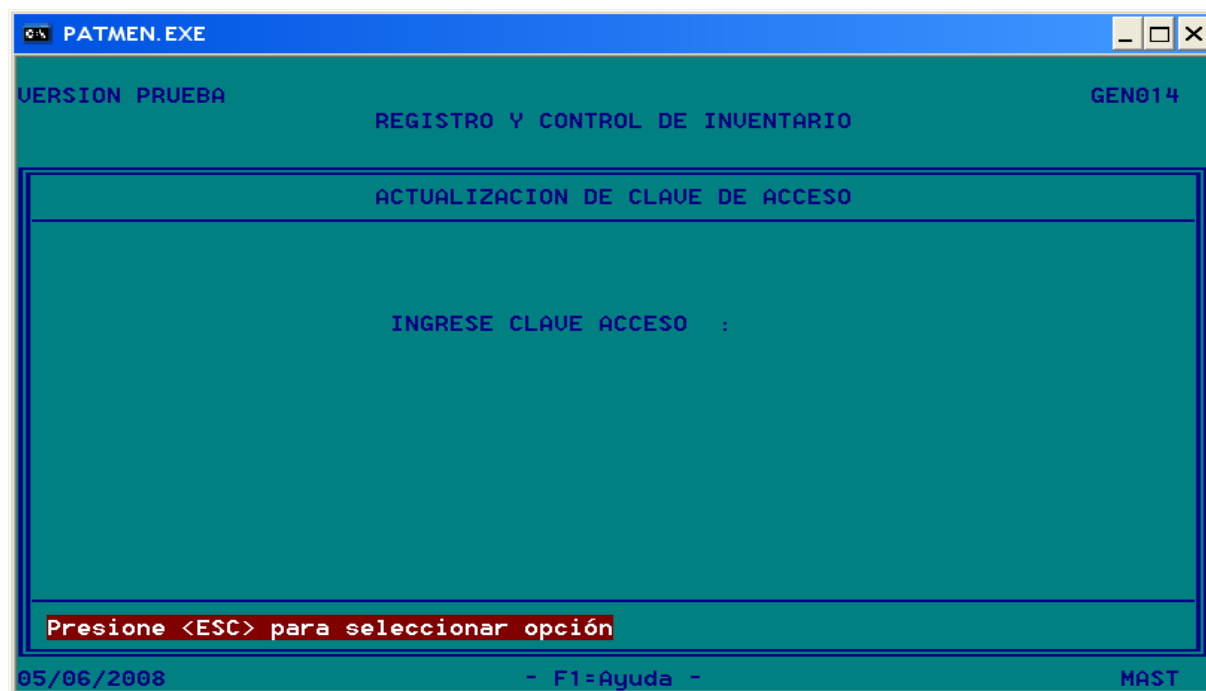 PATMEN.EXE
VERSION PRUEBA GEN014
REGISTRO Y CONTROL DE INVENTARIO
ACTUALIZACION DE CLAVE DE ACCESO
INGRESE CLAVE ACCESO :
Presione <ESC> para seleccionar opción
05/06/2008 - F1=Ayuda - MAST